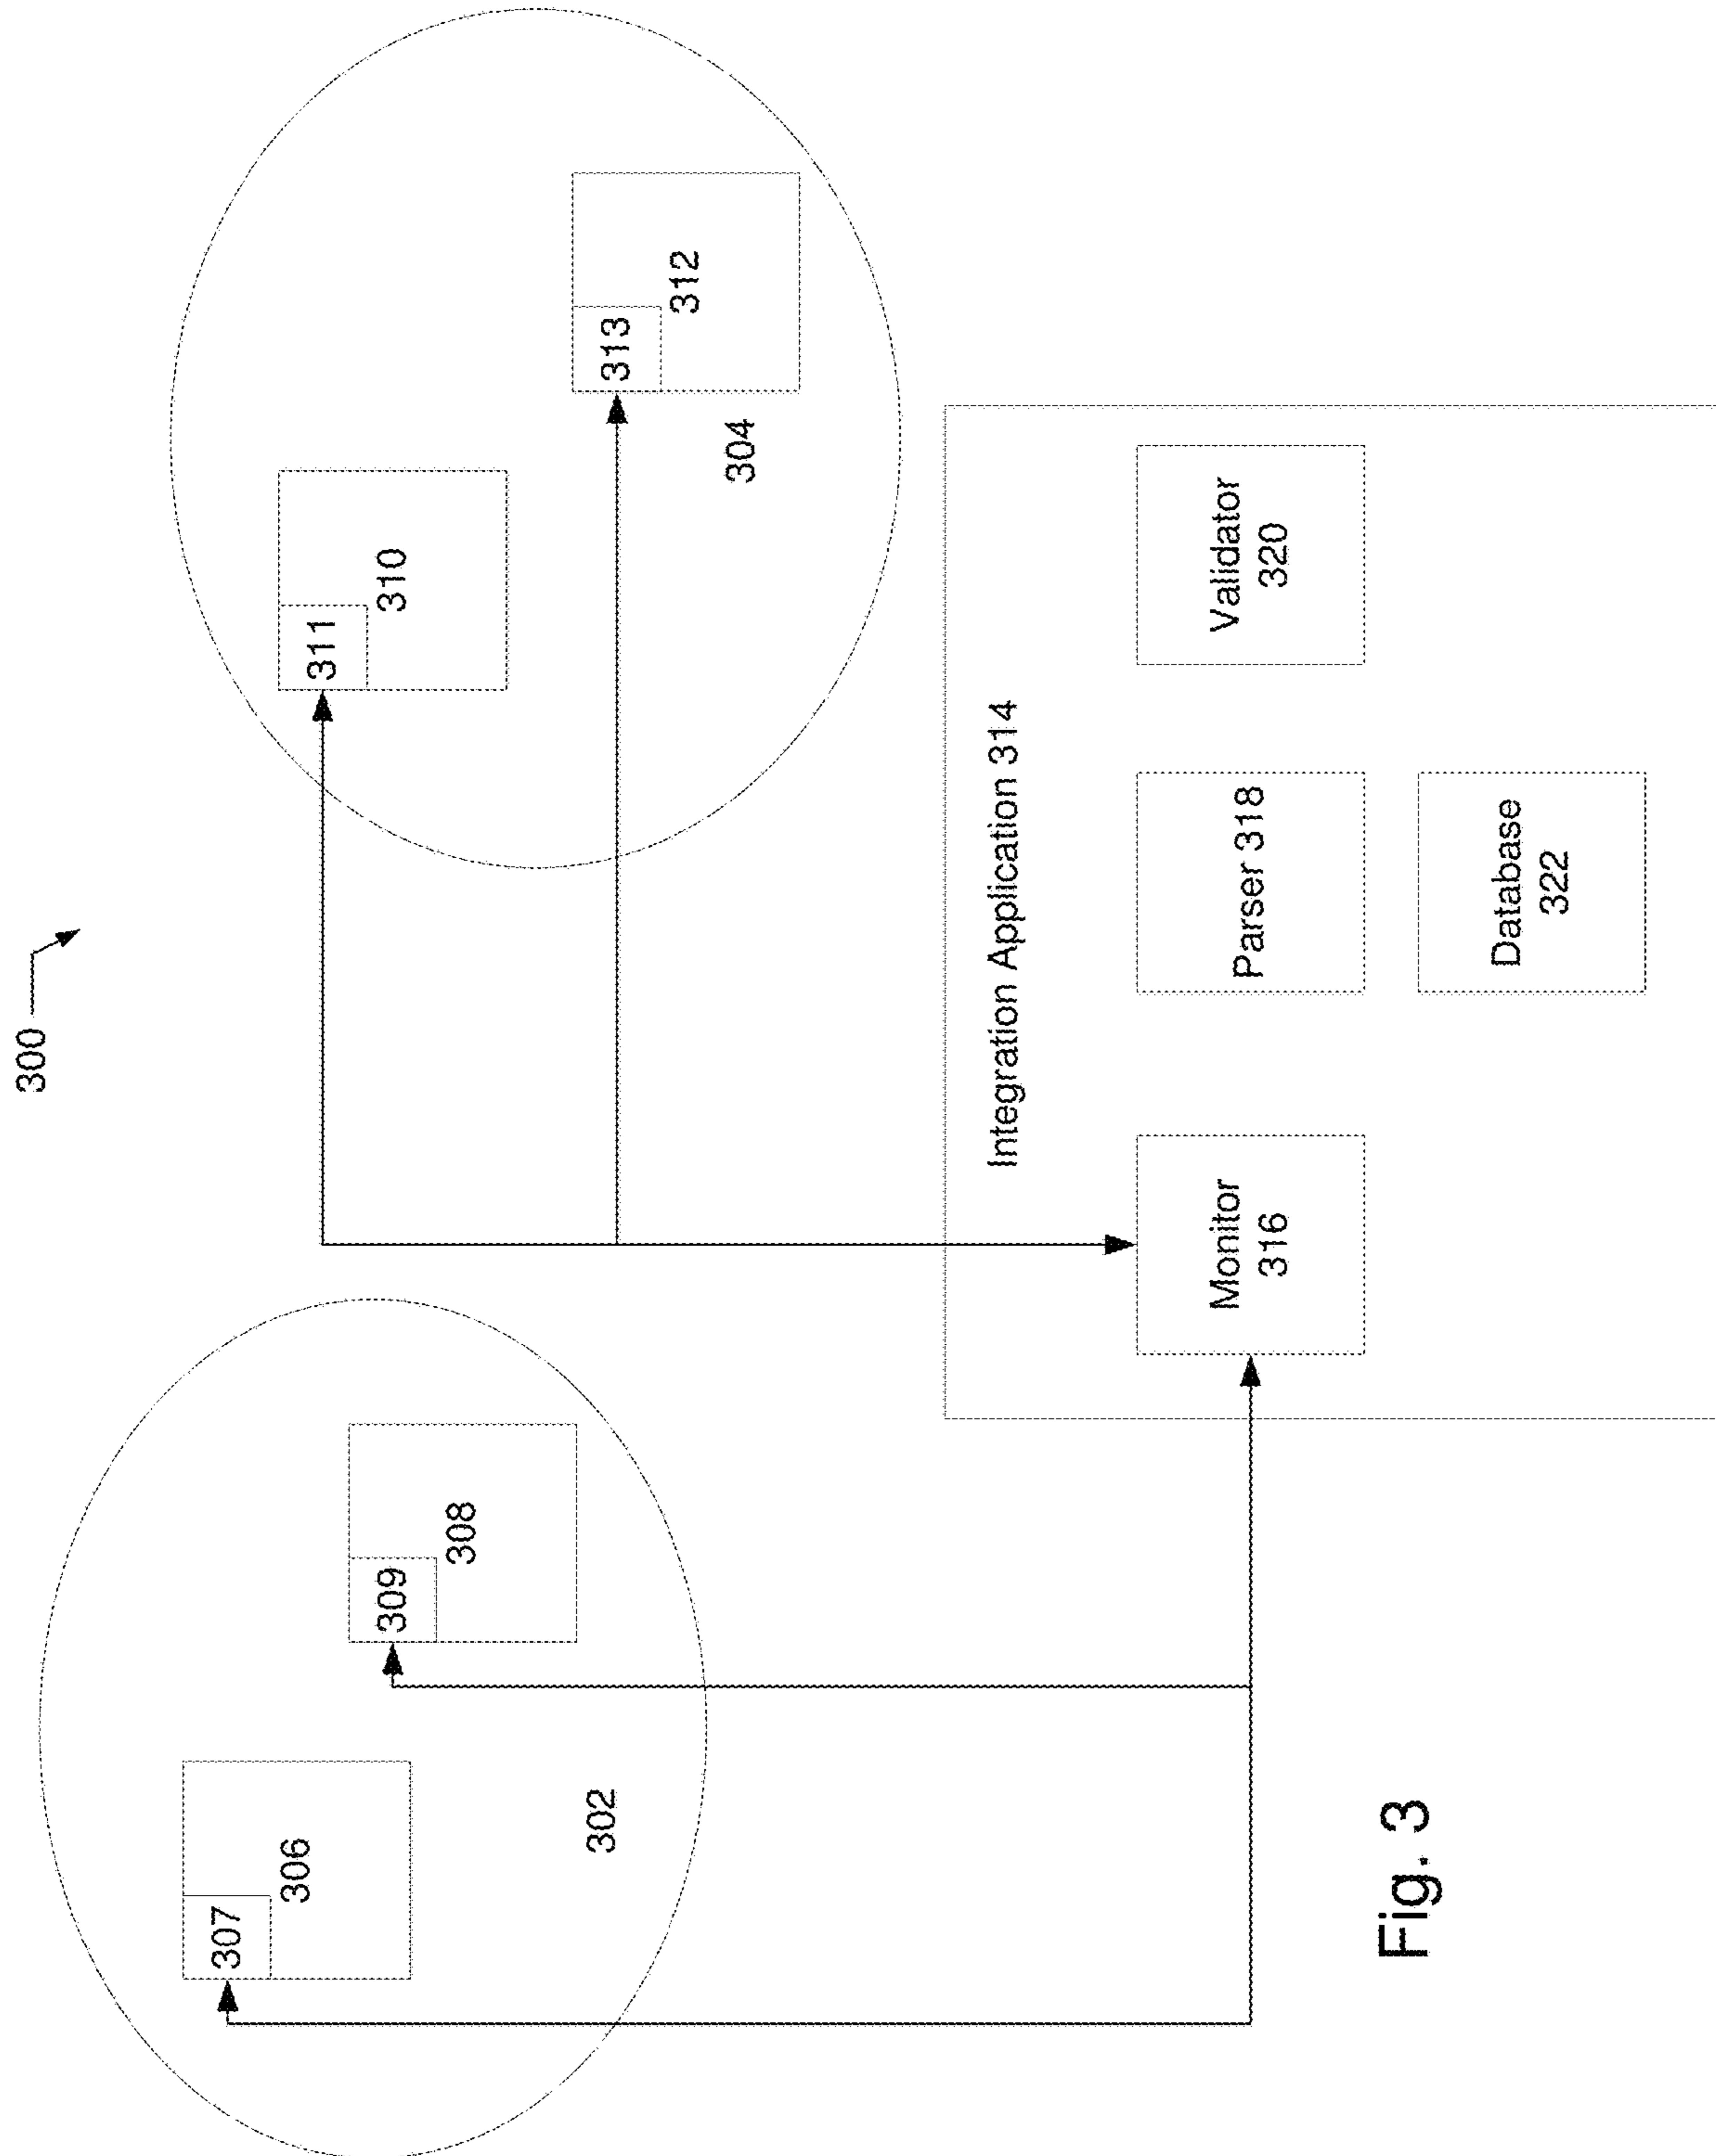 300
307
306
309
308
302
311
310
313
312
304
Integration Application 314
Monitor
316
Parser 318
Validator
320
Database
322
Fig. 3